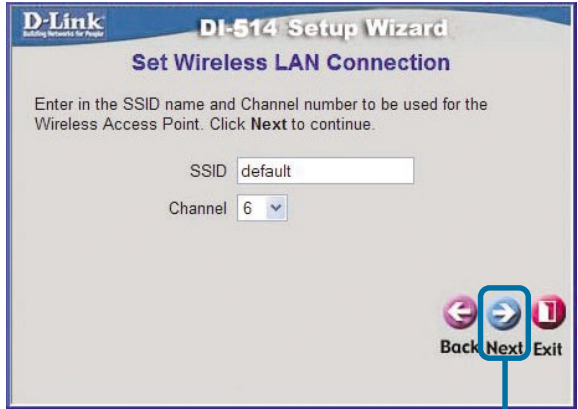 D-Link
Building Networks for People
DI-514 Setup Wizard
Set Wireless LAN Connection
Enter in the SSID name and Channel number to be used for the
Wireless Access Point. Click Next to continue.
SSID default
Channel 6
Back Next Exit